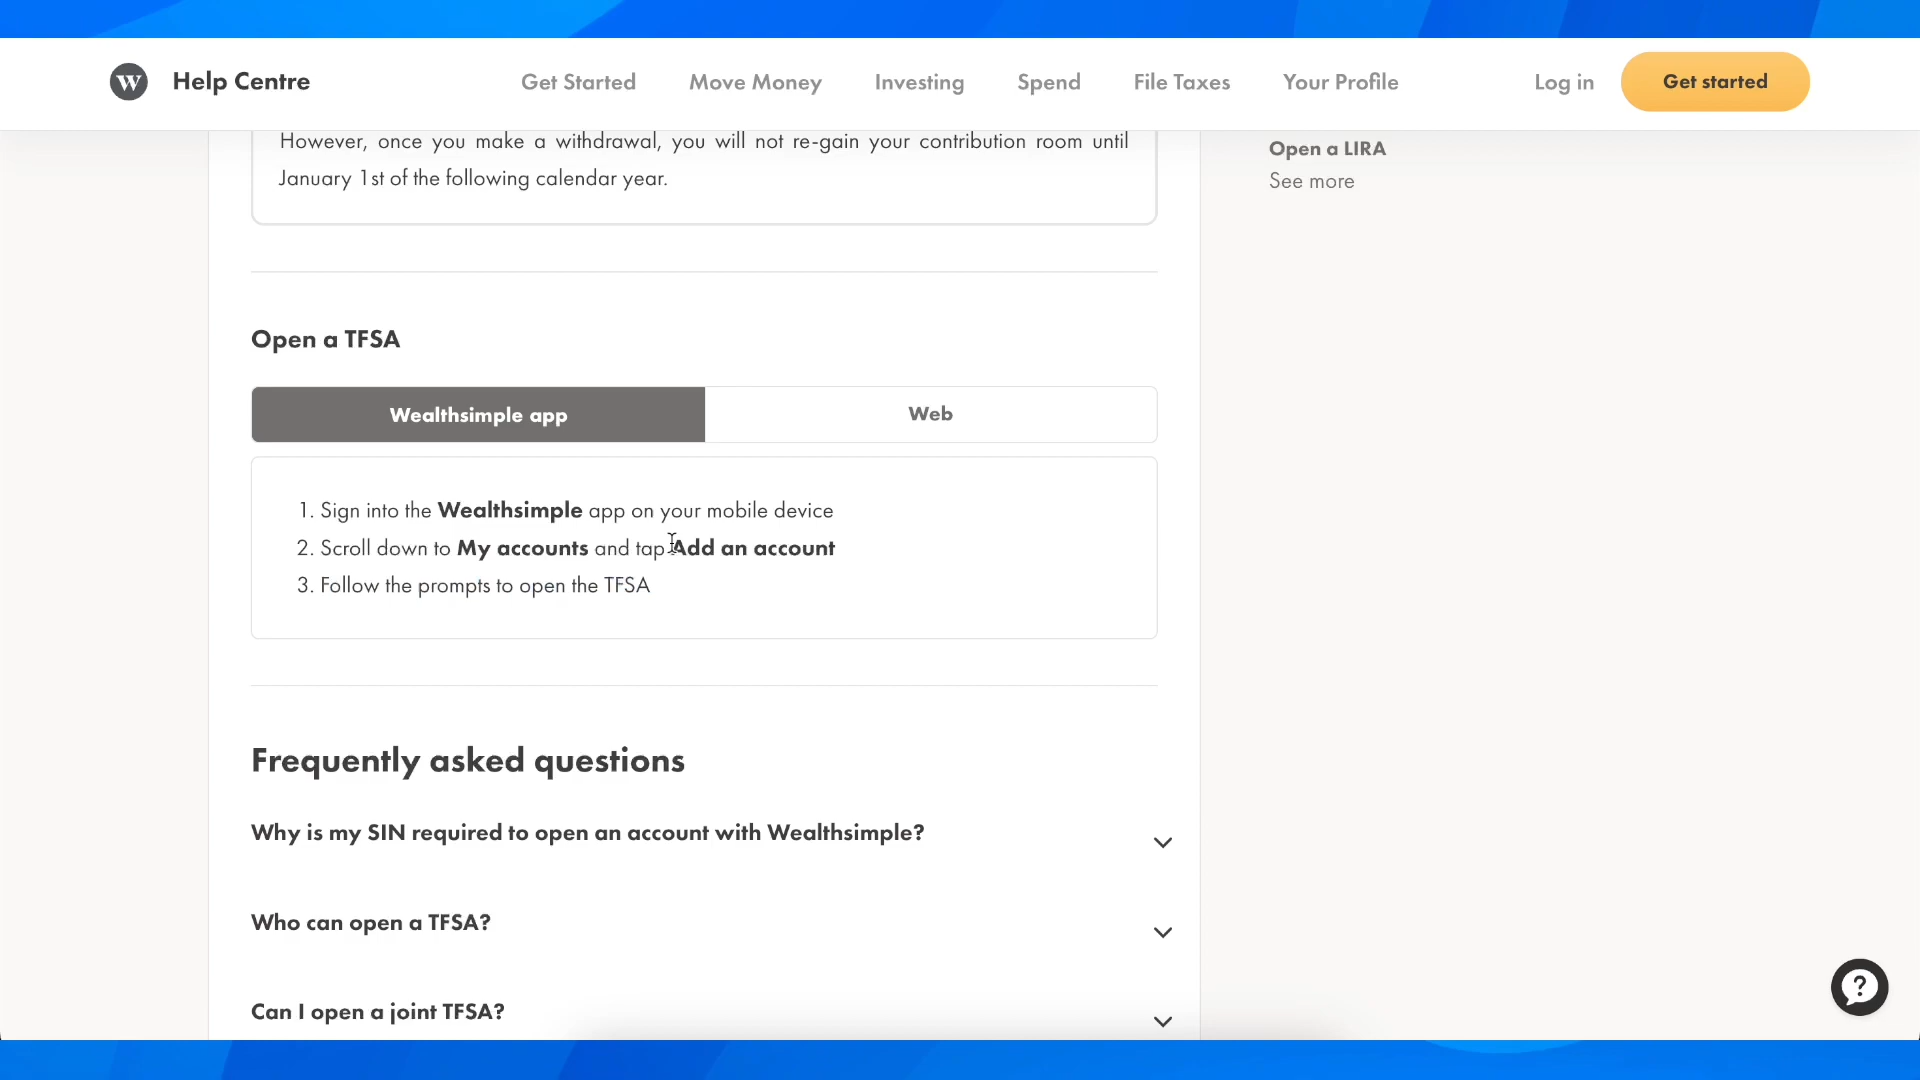 W Help Centre Get Started Move Money Investing Spend File Taxes Your Profile Log in Get started
However, once you make a withdrawal, you will not re-gain your contribution room until
January 1st of the following calendar year.
Open a LIRA
See more
Open a TFSA
Wealthsimple app Web
1. Sign into the Wealthsimple app on your mobile device
2. Scroll down to My accounts and tap Add an account
3. Follow the prompts to open the TFSA
Frequently asked questions
Why is my SIN required to open an account with Wealthsimple?
Who can open a TFSA?
Can I open a joint TFSA?
?